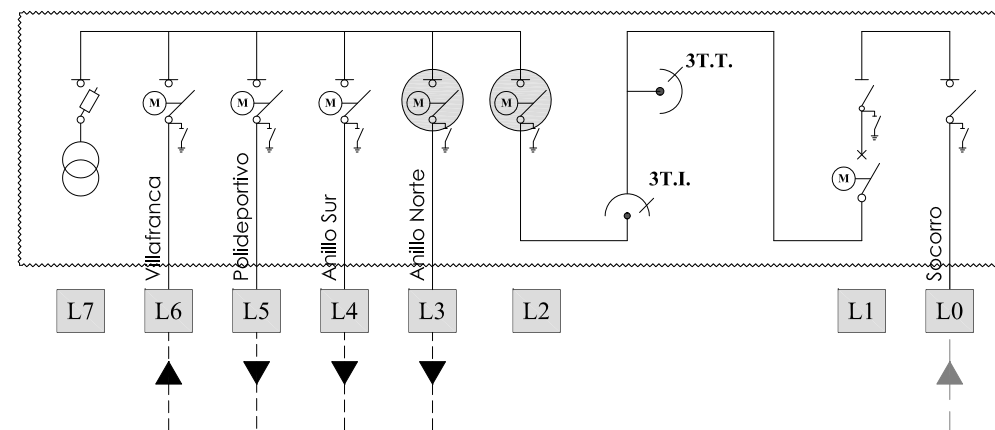 3T.T.
M
M
M
M
M
M
3T.I.
Villafranca
Polideportivo
Anillo Sur
Anillo Norte
Socorro
L7
L6
L5
L4
L3
L2
L1
L0